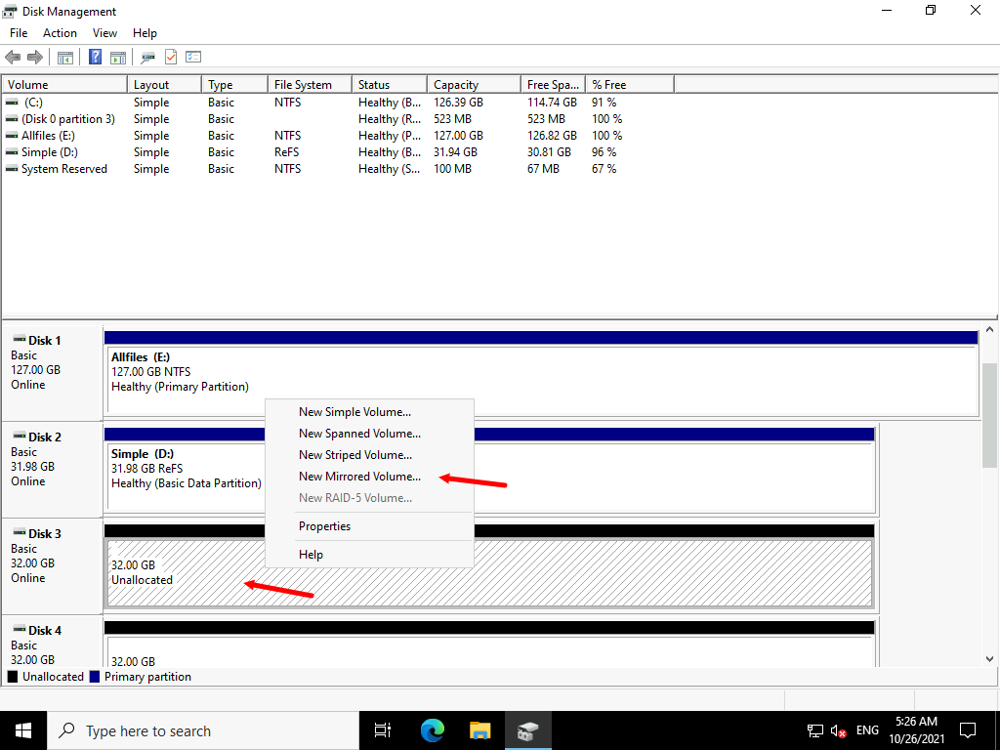 Disk Management
File Action View Help
Volume Layout Type File System Status Capacity Free Spa... % Free
(C:) Simple Basic NTFS Healthy (B... 126.39 GB 114.74 GB 91 %
(Disk 0 partition 3) Simple Basic Healthy (R... 523 MB 523 MB 100 %
Allfiles (E:) Simple Basic NTFS Healthy (P... 127.00 GB 126.82 GB 100 %
Simple (D:) Simple Basic ReFS Healthy (B... 31.94 GB 30.81 GB 96 %
System Reserved Simple Basic NTFS Healthy (S... 100 MB 67 MB 67 %
Disk 1
Basic
127.00 GB
Online
Allfiles (E:)
127.00 GB NTFS
Healthy (Primary Partition)
Disk 2
Basic
31.98 GB
Online
Simple (D:)
31.98 GB ReFS
Healthy (Basic Data Partition)
New Simple Volume...
New Spanned Volume...
New Striped Volume...
New Mirrored Volume...
New RAID-5 Volume...
Properties
Help
Disk 3
Basic
32.00 GB
Online
32.00 GB
Unallocated
Disk 4
Basic
32.00 GB
32.00 GB
Unallocated Primary partition
Type here to search
ENG
5:26 AM
10/26/2021